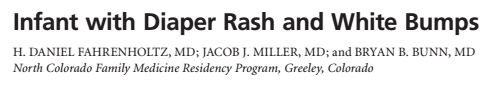 Infant with Diaper Rash and White Bumps
H. DANIEL FAHRENHOLTZ, MD; JACOB J. MILLER, MD; and BRYAN B. BUNN, MD
North Colorado Family Medicine Residency Program, Greeley, Colorado